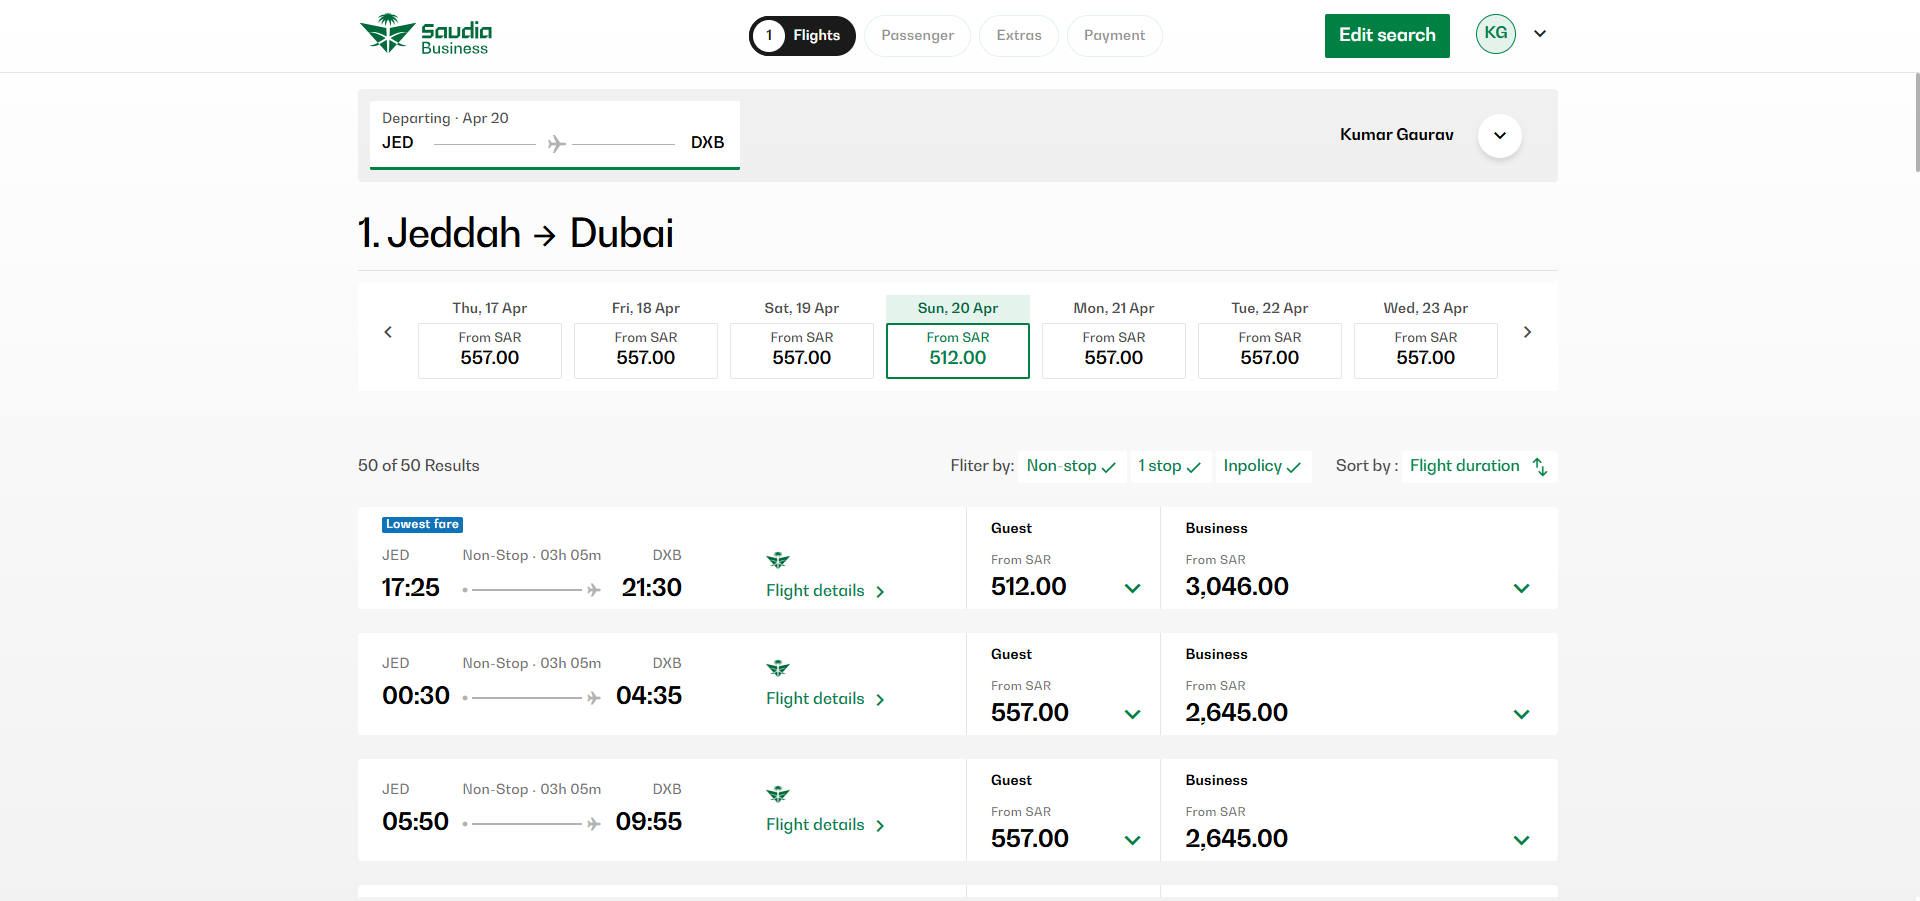 Saudia
Business
1 Flights
Passenger
Extras
Payment
Edit search
KG
Departing · Apr 20
JED
DXB
Kumar Gaurav
1. Jeddah → Dubai
Thu, 17 Apr
From SAR
557.00
Fri, 18 Apr
From SAR
557.00
Sat, 19 Apr
From SAR
557.00
Sun, 20 Apr
From SAR
512.00
Mon, 21 Apr
From SAR
557.00
Tue, 22 Apr
From SAR
557.00
Wed, 23 Apr
From SAR
557.00
50 of 50 Results
Fliter by: Non-stop 1 stop Inpolicy
Sort by : Flight duration
Lowest fare
JED Non-Stop · 03h 05m DXB
17:25 21:30
Flight details
Guest
From SAR
512.00
Business
From SAR
3,046.00
JED Non-Stop · 03h 05m DXB
00:30 04:35
Flight details
Guest
From SAR
557.00
Business
From SAR
2,645.00
JED Non-Stop · 03h 05m DXB
05:50 09:55
Flight details
Guest
From SAR
557.00
Business
From SAR
2,645.00